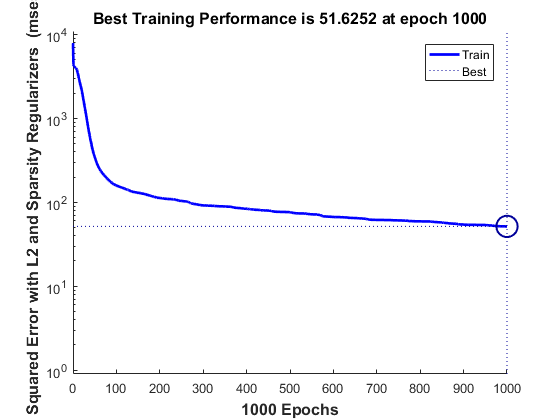 Best Training Performance is 51.6252 at epoch 1000
Squared Error with L2 and Sparsity Regularizers (mse
10^4
10^3
10^2
10^1
10^0
Train
Best
0 100 200 300 400 500 600 700 800 900 1000
1000 Epochs